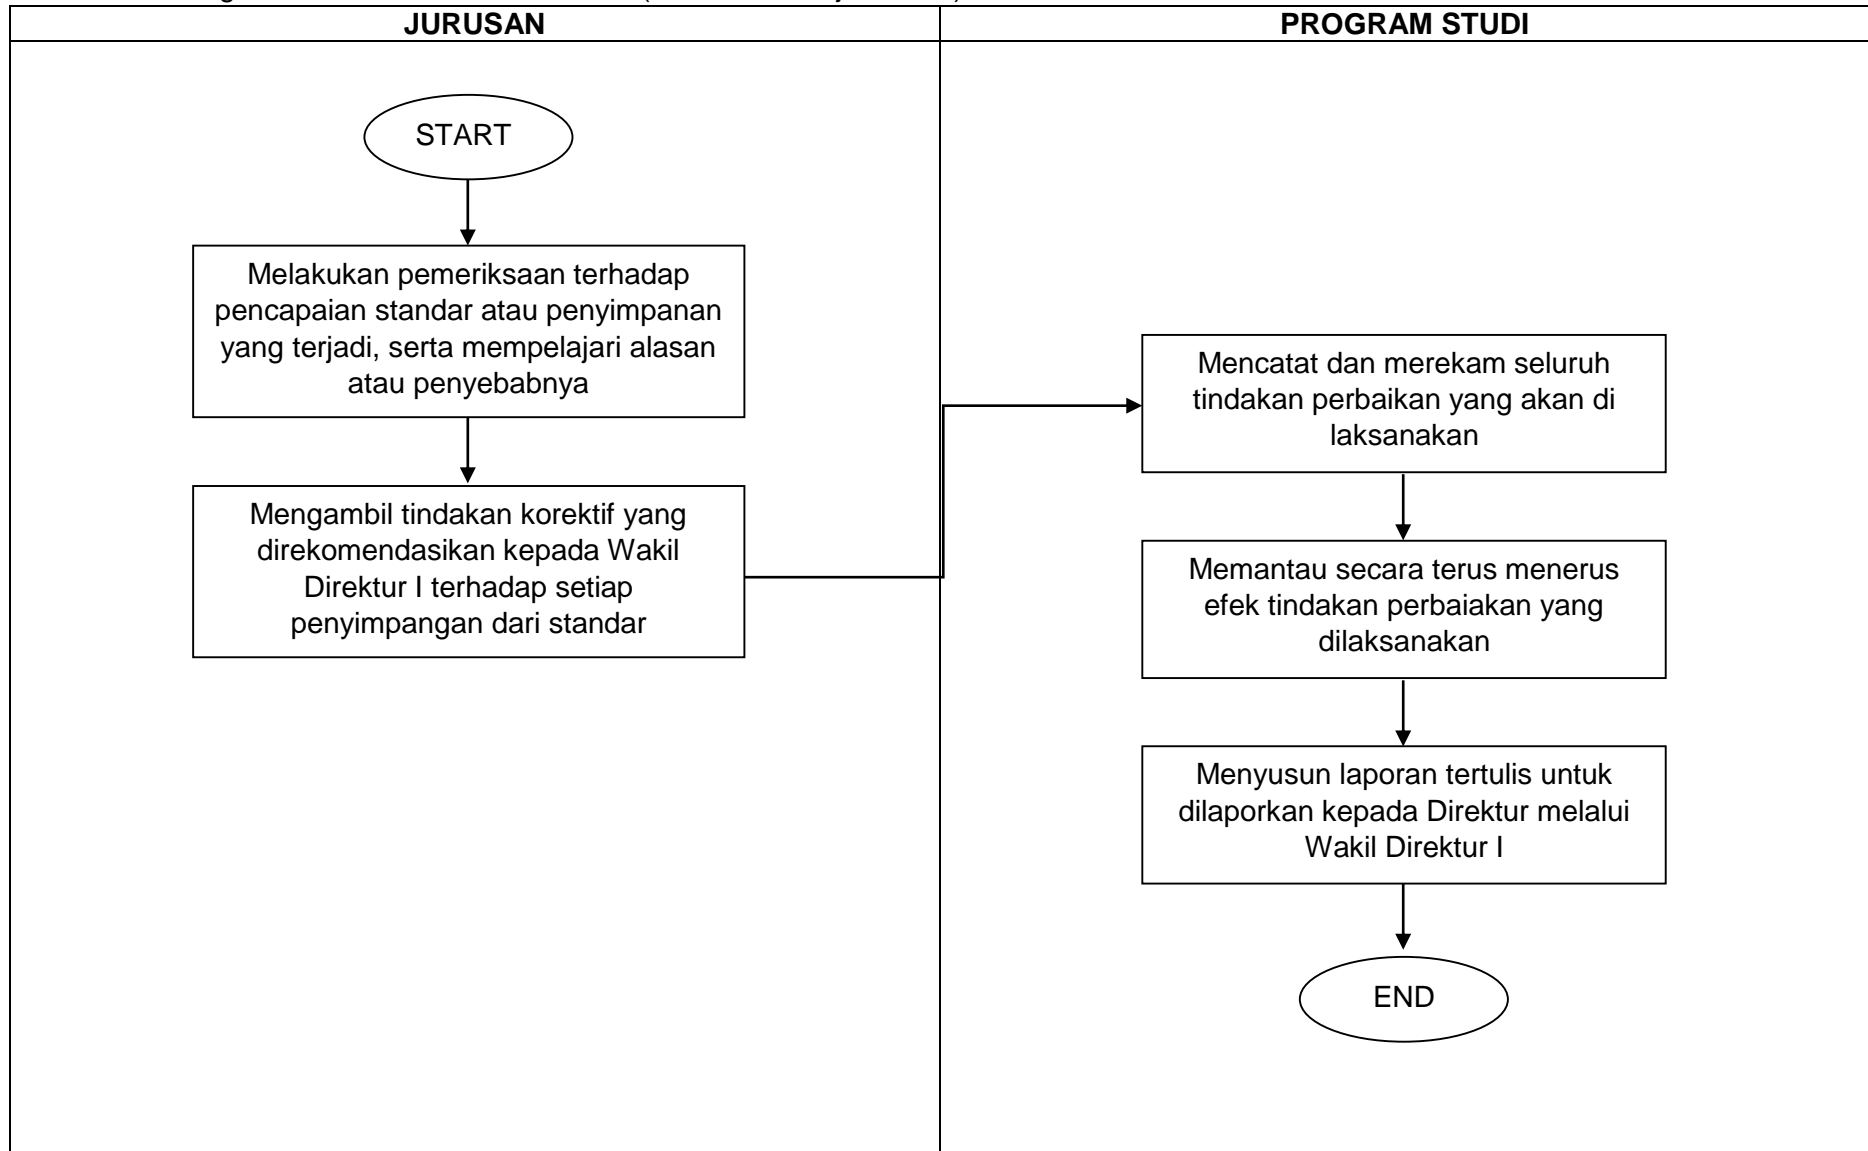 JURUSAN
PROGRAM STUDI
START
Melakukan pemeriksaan terhadap
pencapaian standar atau penyimpanan
yang terjadi, serta mempelajari alasan
atau penyebabnya
Mengambil tindakan korektif yang
direkomendasikan kepada Wakil
Direktur I terhadap setiap
penyimpangan dari standar
Mencatat dan merekam seluruh
tindakan perbaikan yang akan di
laksanakan
Memantau secara terus menerus
efek tindakan perbaiakan yang
dilaksanakan
Menyusun laporan tertulis untuk
dilaporkan kepada Direktur melalui
Wakil Direktur I
END